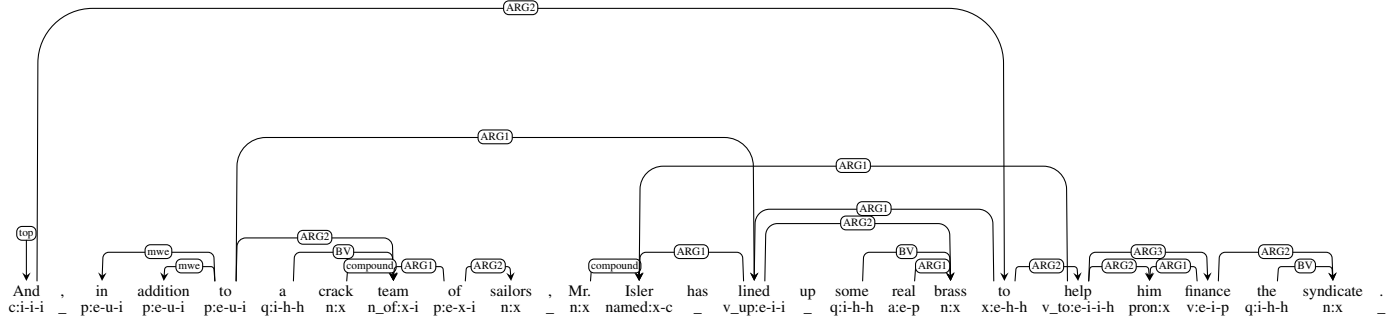 ARG2
ARG1
ARG1
top
ARG1
ARG2
ARG2
mwe
BV
ARG1
BV
ARG3
ARG2
mwe
compound
ARG1
ARG2
compound
ARG1
ARG2
ARG2
ARG1
BV
And , in addition to a crack team of sailors , Mr. Isler has lined up some real brass to help him finance the syndicate .
c:i-i-i _ p:e-u-i p:e-u-i p:e-u-i q:i-h-h n:x n_of:x-i p:e-x-i n:x _ n:x named:x-c _ v_up:e-i-i _ q:i-h-h a:e-p n:x x:e-h-h v_to:e-i-i-h pron:x v:e-i-p q:i-h-h n:x _